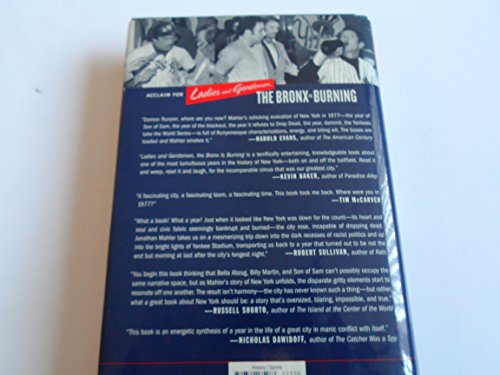 ACCLAIM FOR Ladies and Gentlemen, THE BRONX IS BURNING
"Damon Runyon, where are you now? Mahler's rollicking evocation of New York in 1977—the year of
Son of Sam, the year of the blackout, the year it refuses to Drop Dead, the year, dammit, the Yankees
take the World Series—is full of Runyonesque characterizations, energy, and biting wit. The bases are
loaded and Mahler smokes it." —HAROLD EVANS, author of The American Century
"Ladies and Gentlemen, the Bronx Is Burning is a terrifically entertaining, knowledgeable book about
one of the most tumultuous years in the history of New York—both on and off the ballfield. Read it
and weep, read it and laugh, for the incomparable circus that was our greatest city."
—KEVIN BAKER, author of Paradise Alley
"A fascinating city, a fascinating team, a fascinating time. This book took me back. Where were you in
1977?" —TIM McCARVER
"What a book! What a year! Just when it looked like New York was down for the count—its heart and
soul and civic fabric seemingly bankrupt and burned—the city rose, incapable of dropping dead.
Jonathan Mahler takes us on a mesmerizing trip down into the dark recesses of racist politics and up
into the bright lights of Yankee Stadium, transporting us back to a year that turned out to be not the
end but morning at last after the city's longest night." —ROBERT SULLIVAN, author of Rats
"You begin this book thinking that Bella Abzug, Billy Martin, and Son of Sam can't possibly occupy the
same narrative space, but as Mahler's story of New York unfolds, the disparate gritty elements start to
resonate off one another. The result isn't harmony—the city has never known such a thing—but rather
what a great book about New York should be: a story that's oversized, blaring, impossible, and true."
—RUSSELL SHORTO, author of The Island at the Center of the World
"This book is an energetic synthesis of a year in the life of a great city in manic conflict with itself."
—NICHOLAS DAWIDOFF, author of The Catcher Was a Spy
History / Sports